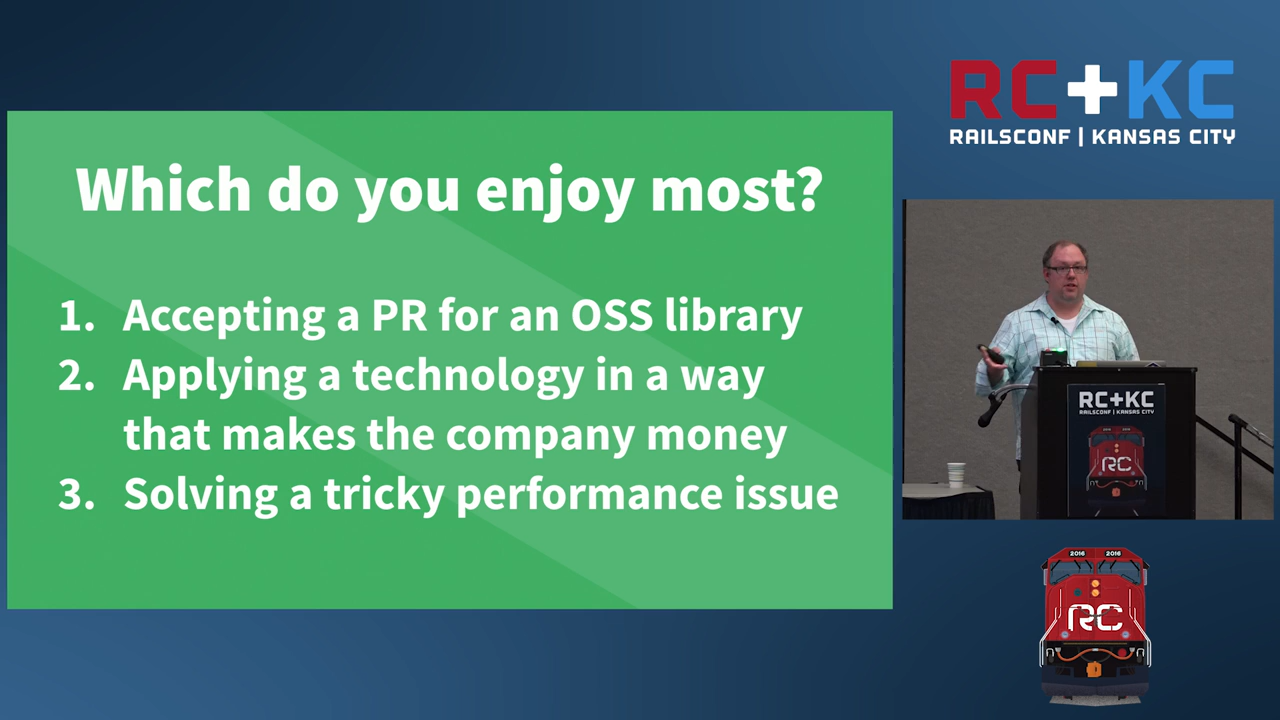 Which do you enjoy most?
1. Accepting a PR for an OSS library
2. Applying a technology in a way
that makes the company money
3. Solving a tricky performance issue
RC+KC
RAILSCONF | KANSAS CITY
RC+KC
RAILSCONF | KANSAS CITY
RC
2016 2016
RC